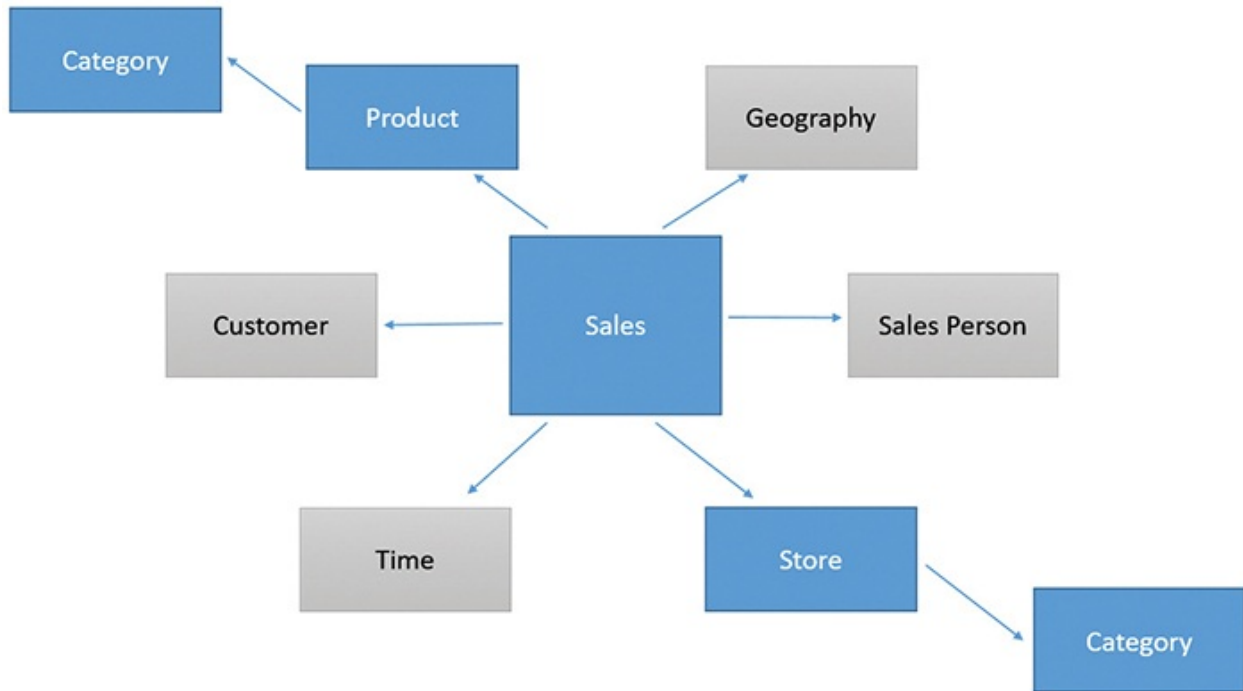 Category
Product
Geography
Customer
Sales
Sales Person
Time
Store
Category